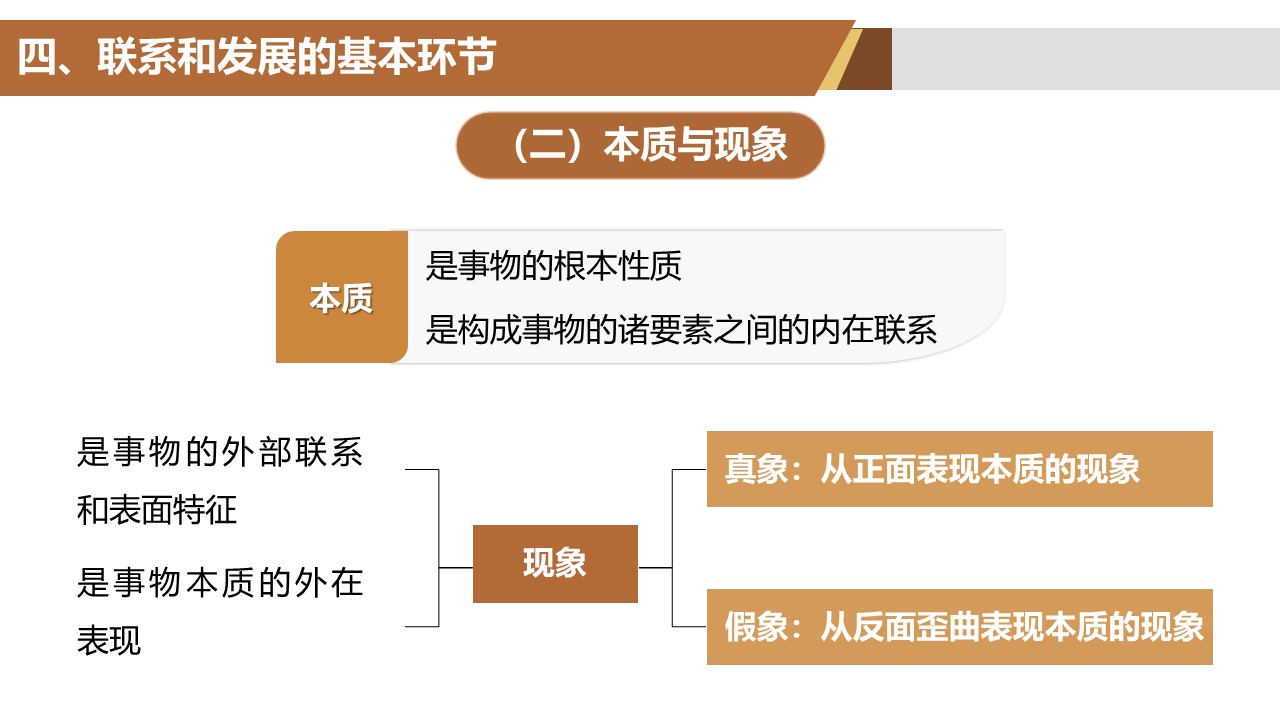 四、联系和发展的基本环节
（二）本质与现象
本质
是事物的根本性质
是构成事物的诸要素之间的内在联系
是事物的外部联系
和表面特征
是事物本质的外在
表现
现象
真象：从正面表现本质的现象
假象：从反面歪曲表现本质的现象